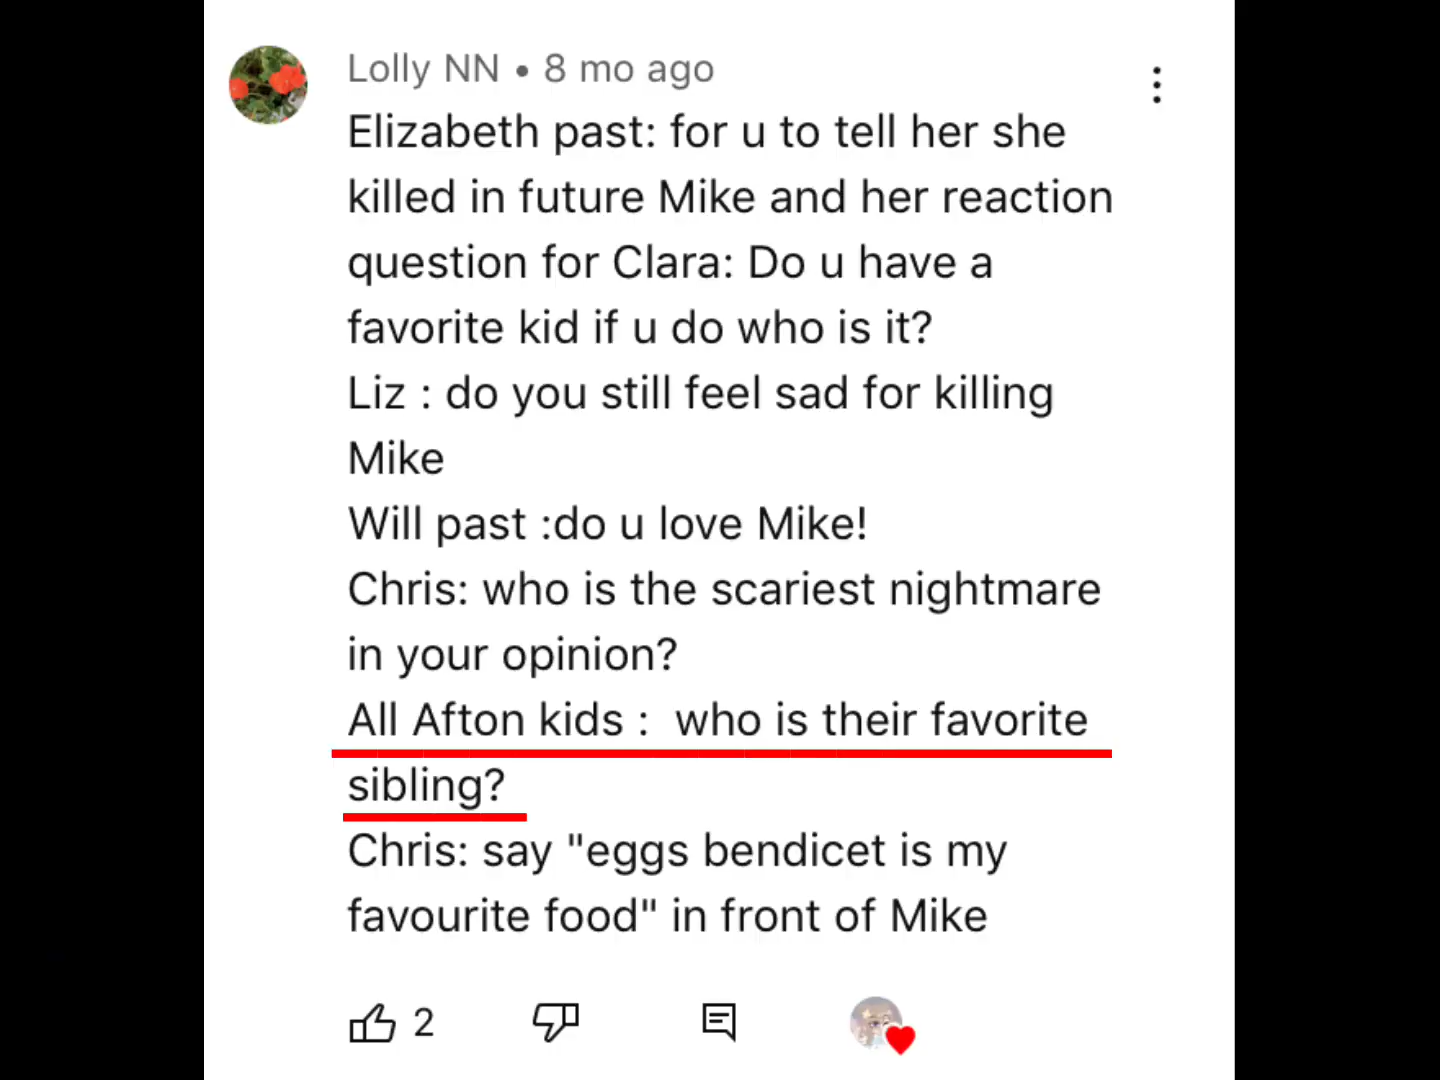 Lolly NN • 8 mo ago
Elizabeth past: for u to tell her she
killed in future Mike and her reaction
question for Clara: Do u have a
favorite kid if u do who is it?
Liz : do you still feel sad for killing
Mike
Will past :do u love Mike!
Chris: who is the scariest nightmare
in your opinion?
All Afton kids :  who is their favorite
sibling?
Chris: say "eggs bendicet is my
favourite food" in front of Mike
2